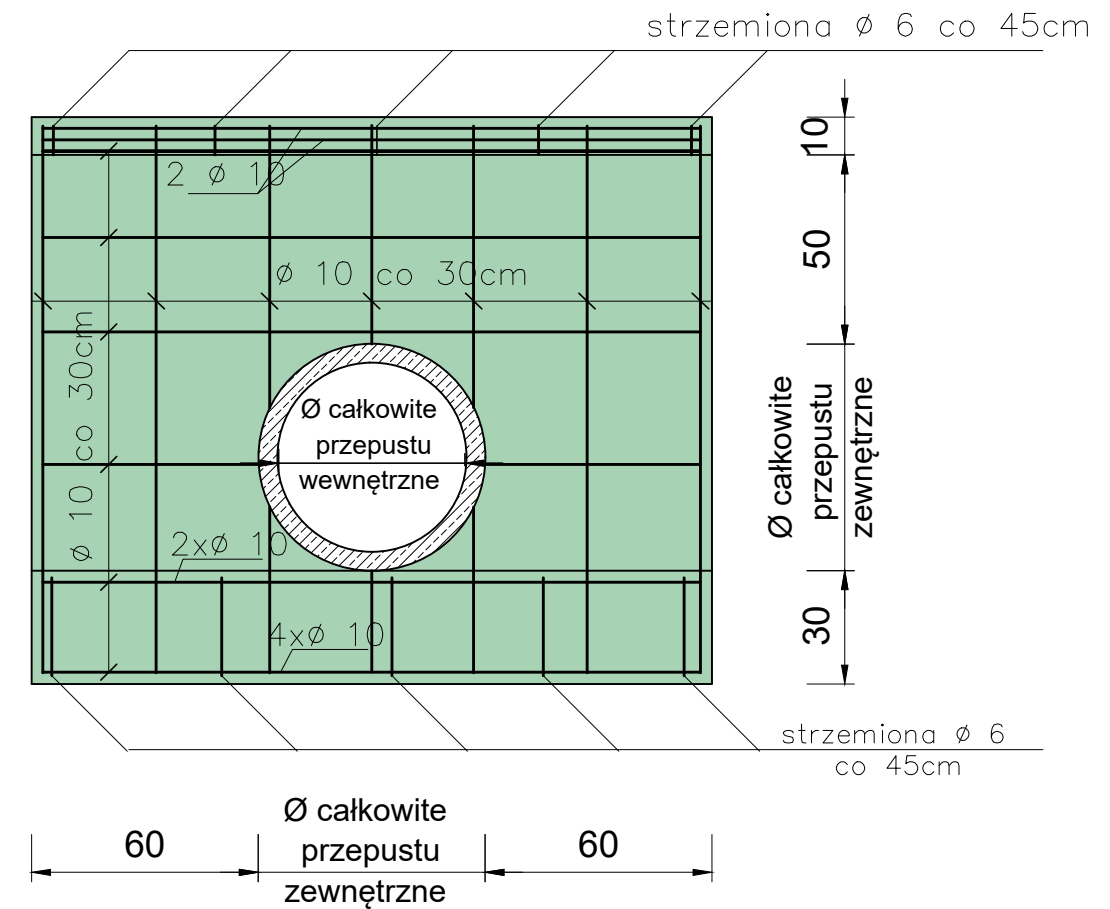 strzemiona ø 6 co 45cm
10
2 ø 10
50
ø 10 co 30cm
ø 10 co 30cm
Ø całkowite
przepustu
wewnętrzne
Ø całkowite
przepustu
zewnętrzne
2xø 10
4xø 10
30
strzemiona ø 6
co 45cm
60
Ø całkowite
przepustu
zewnętrzne
60